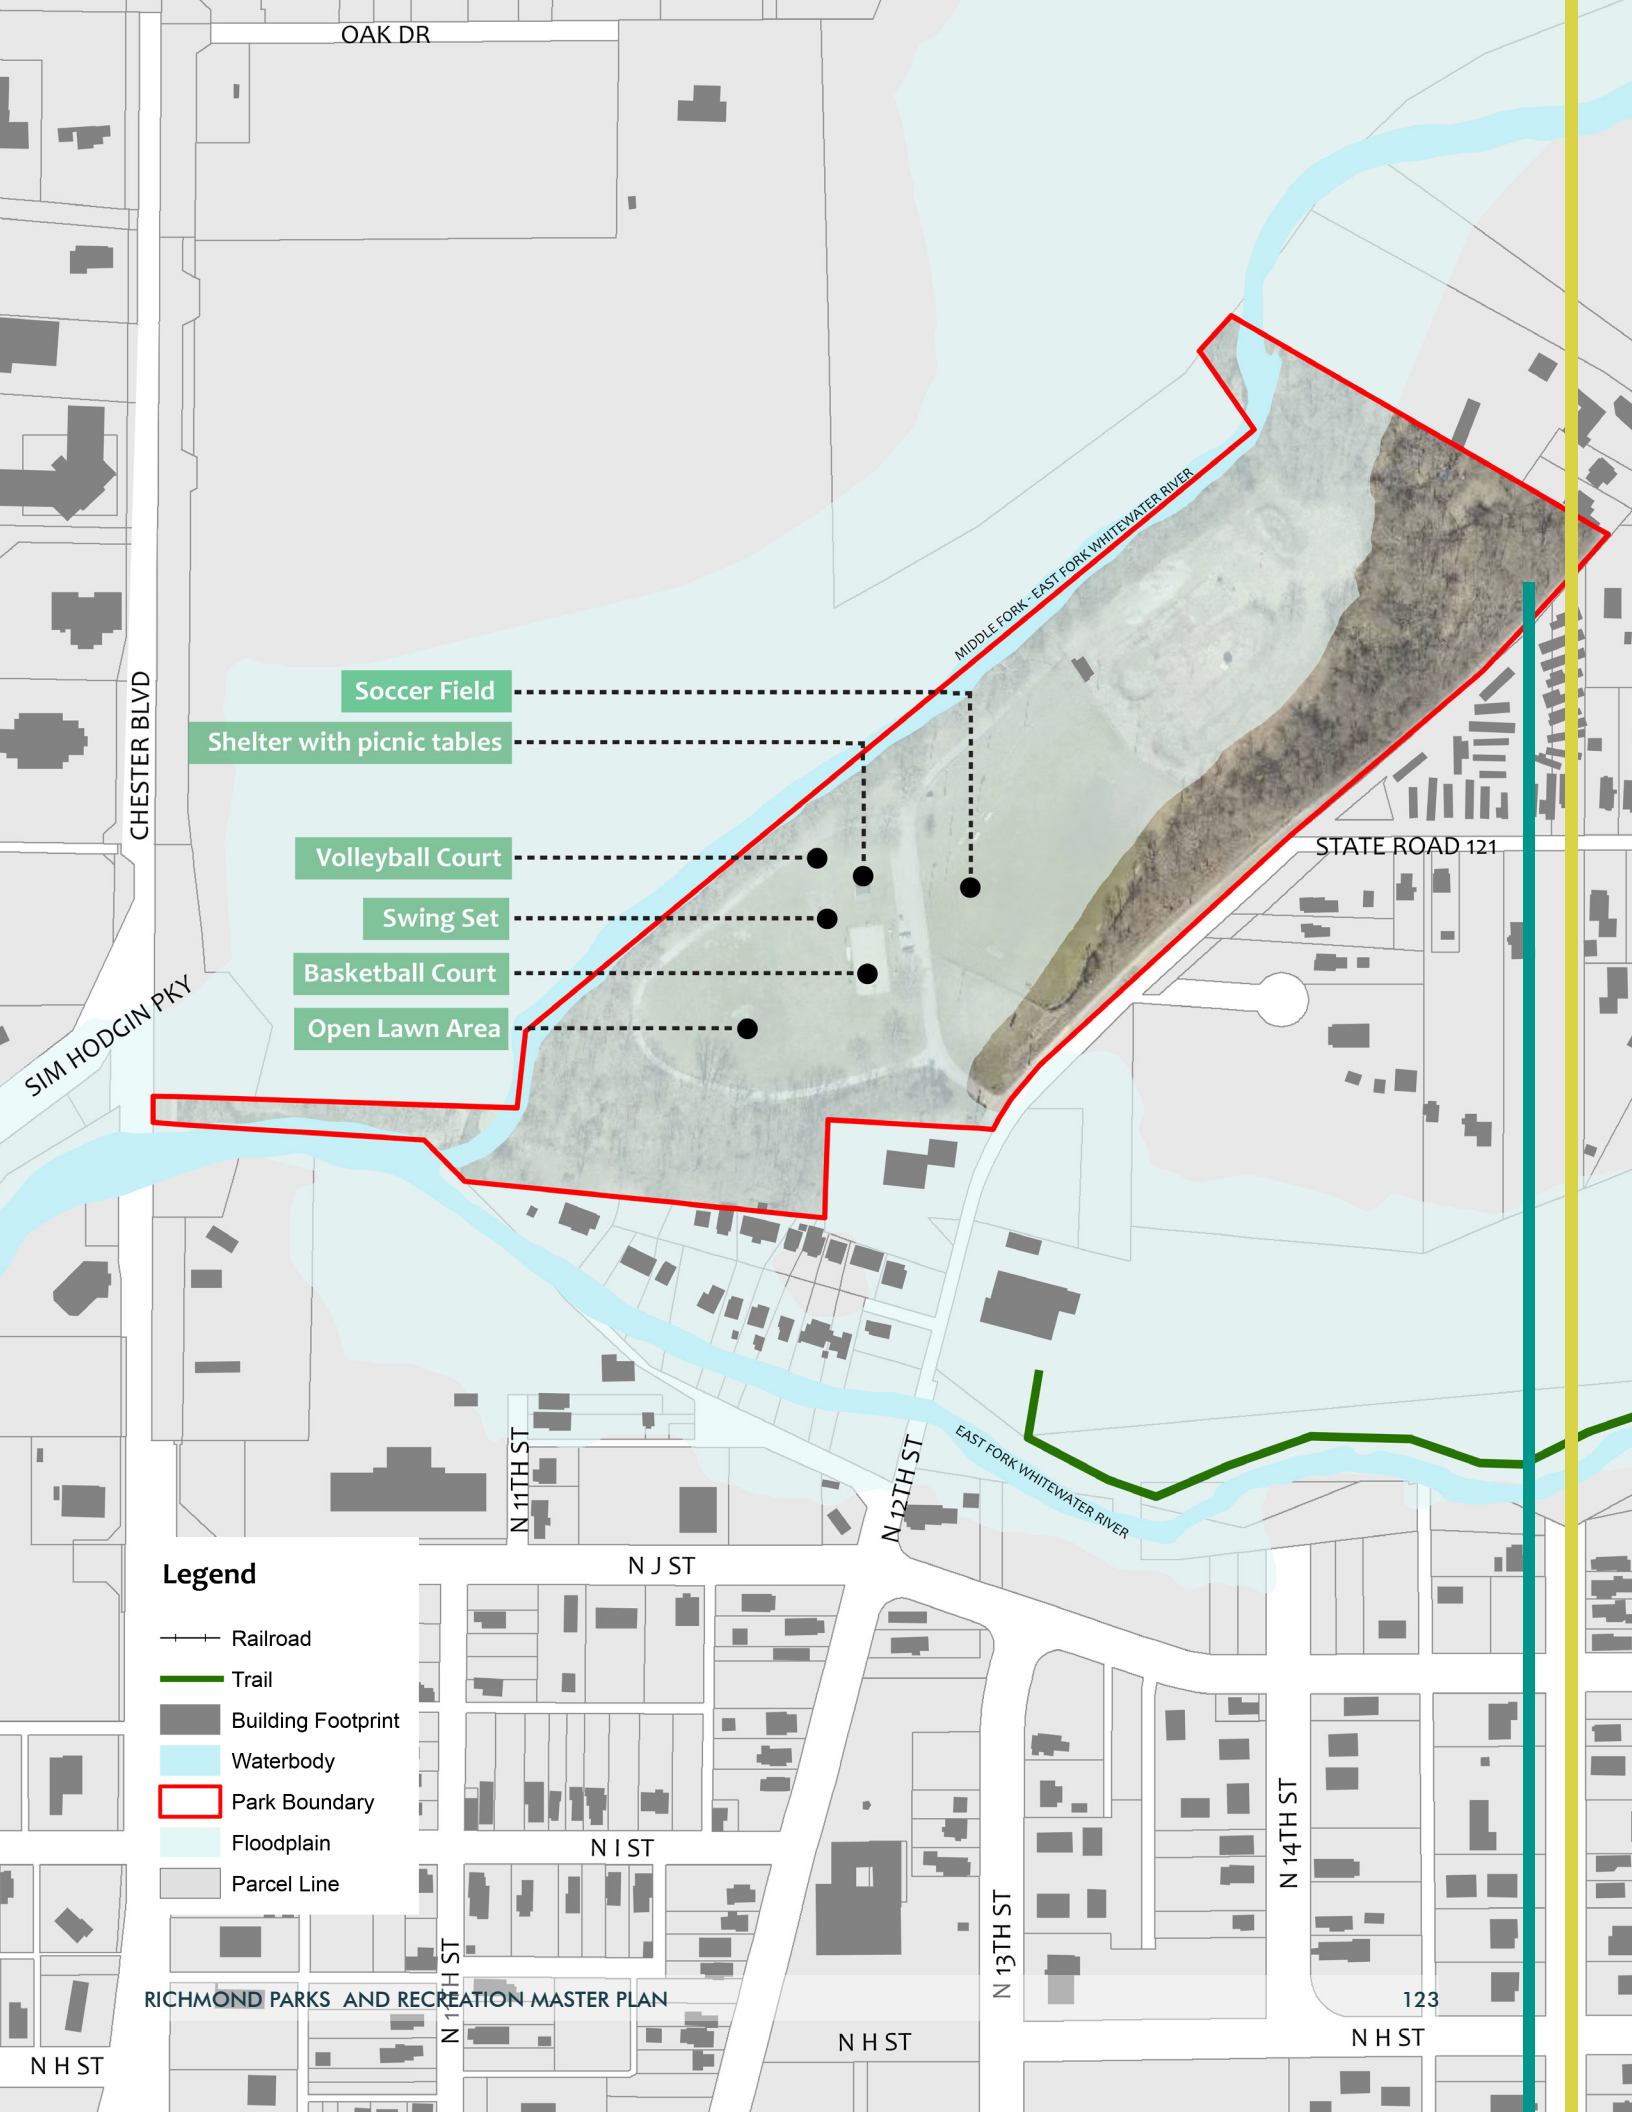 OAK DR
CHESTER BLVD
MIDDLE FORK - EAST FORK WHITEWATER RIVER
Soccer Field
Shelter with picnic tables
Volleyball Court
Swing Set
Basketball Court
Open Lawn Area
STATE ROAD 121
SIM HODGIN PKY
N 11TH ST
N 12TH ST
EAST FORK WHITEWATER RIVER
N J ST
Legend
Railroad
Trail
Building Footprint
Waterbody
Park Boundary
Floodplain
Parcel Line
N I ST
N 14TH ST
N 13TH ST
N 11TH ST
RICHMOND PARKS AND RECREATION MASTER PLAN
123
N H ST
N H ST
N H ST